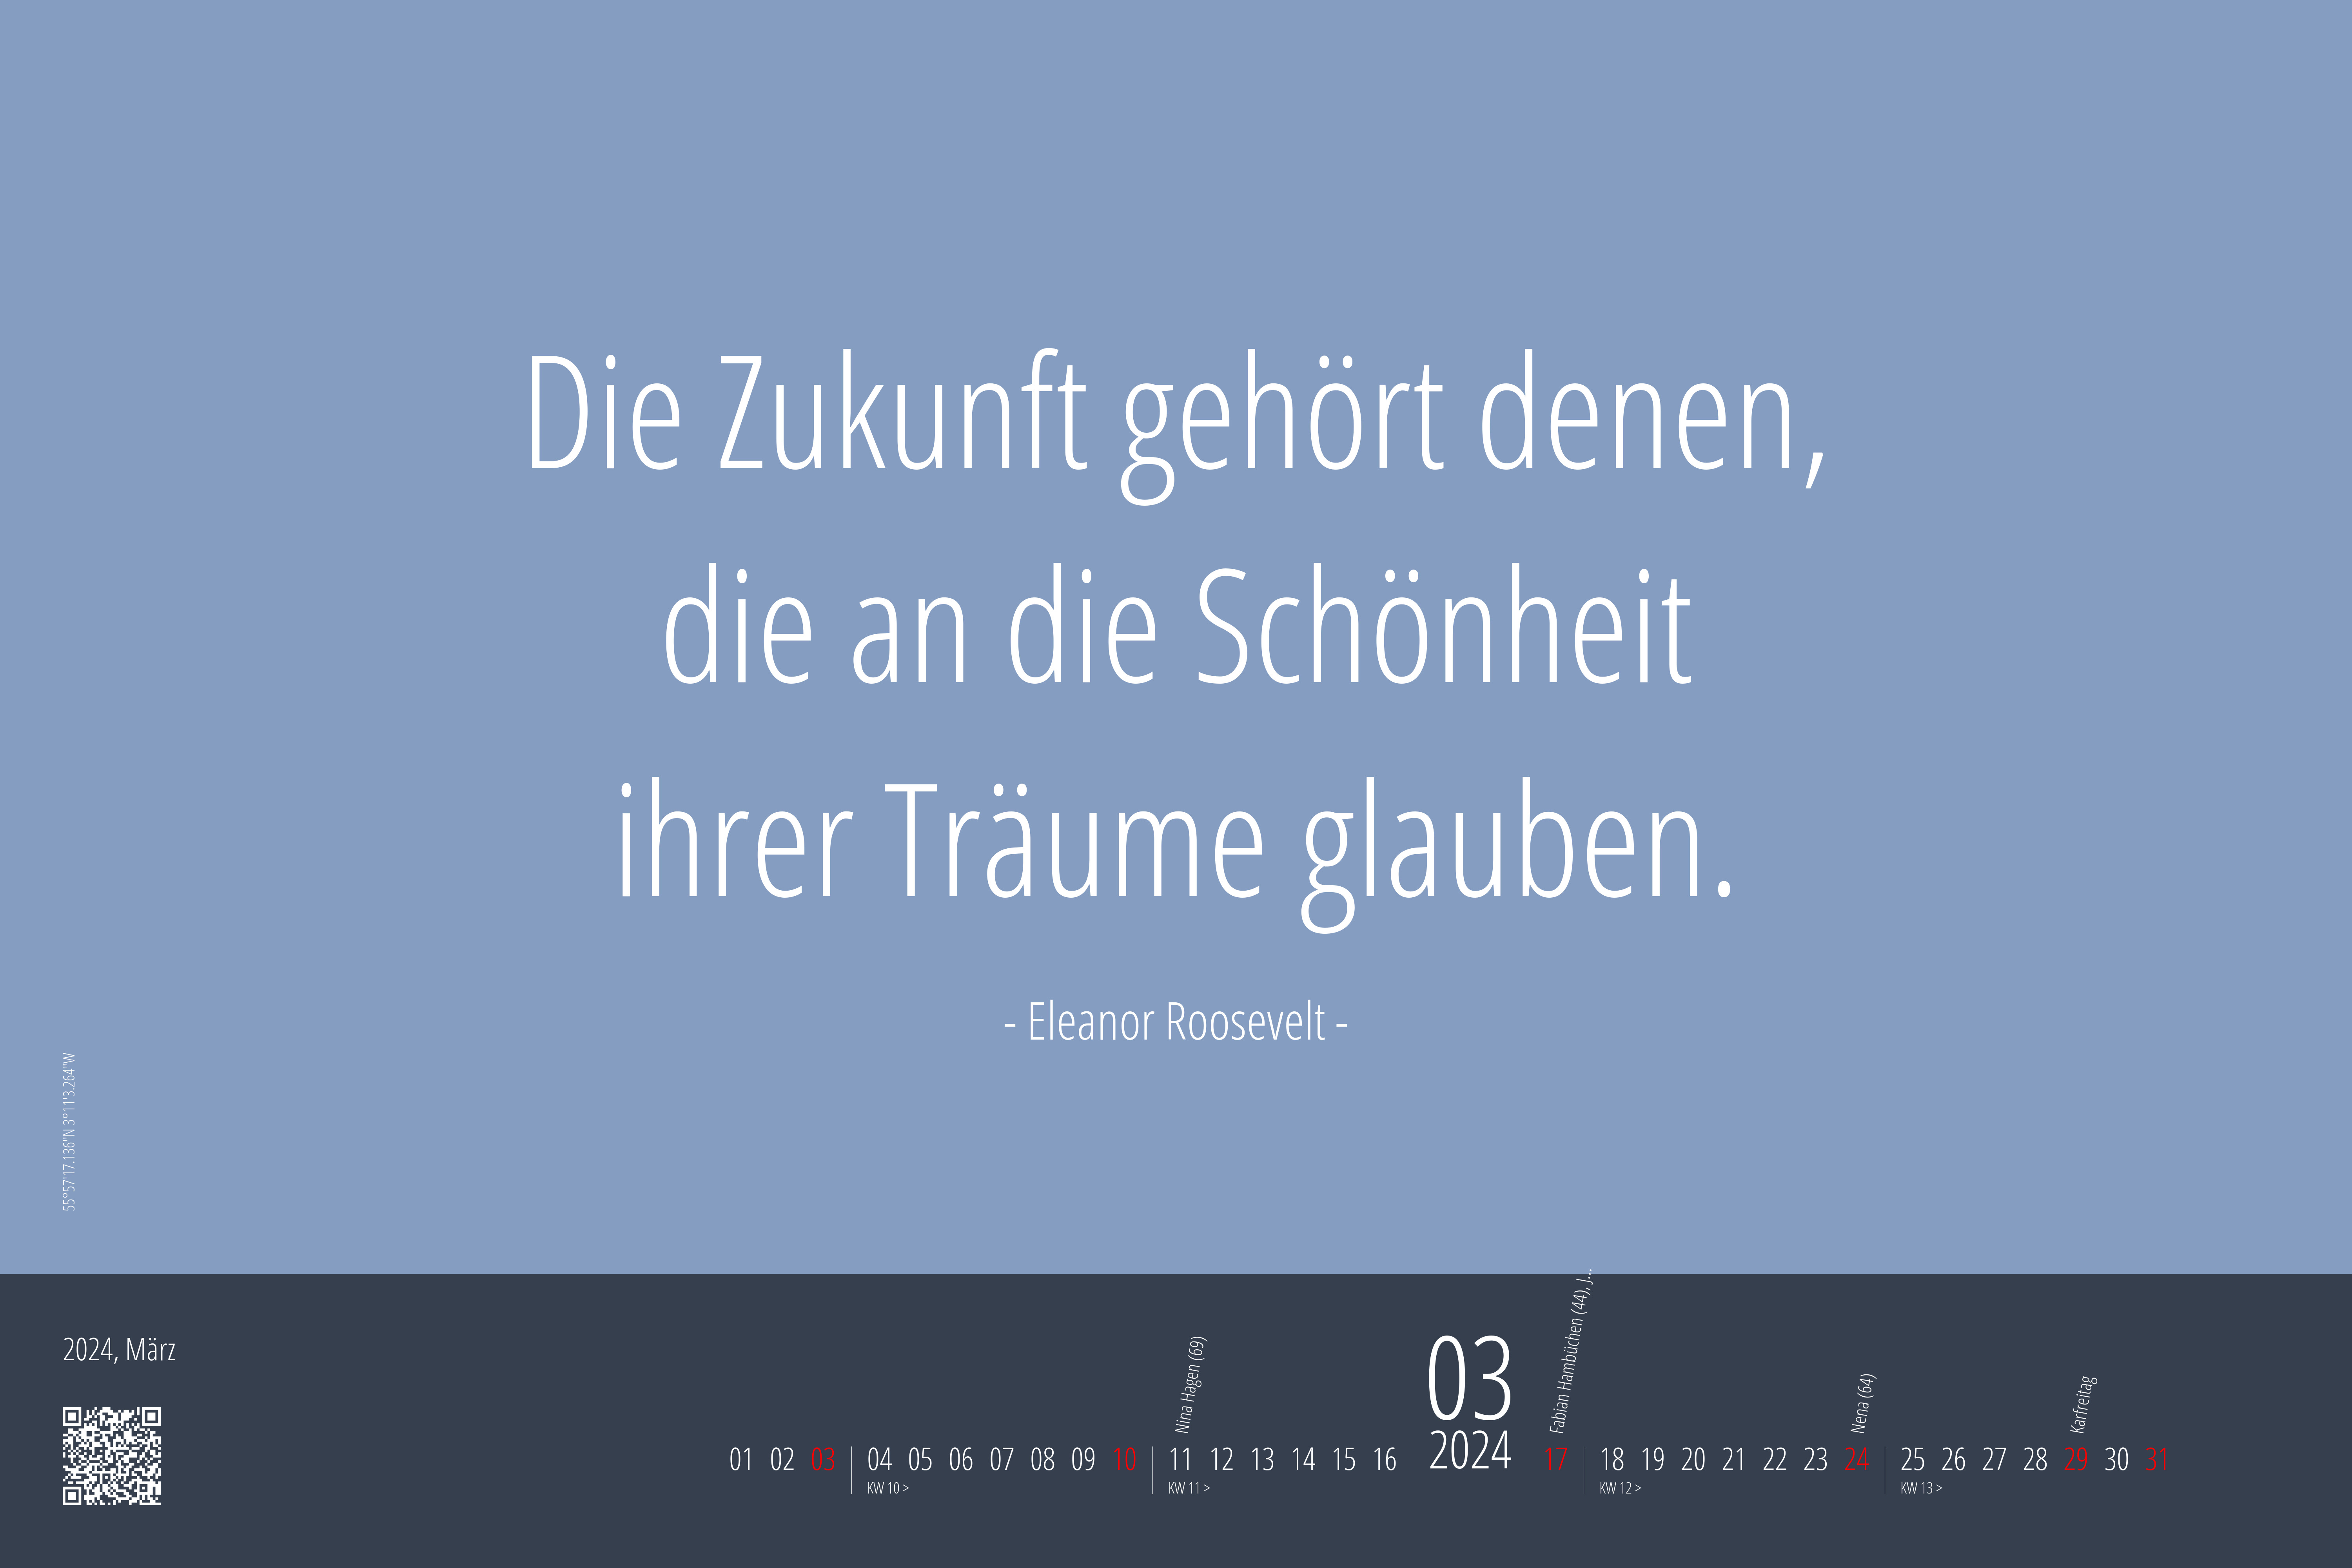 Die Zukunft gehört denen,
die an die Schönheit
ihrer Träume glauben.
- Eleanor Roosevelt -
55°57'17.136"N 3°11'3.264"W
2024, März
Nina Hagen (69)
03
2024
Fabian Hambüchen (44), J...
Nena (64)
Karfreitag
01 02 03 04 05 06 07 08 09 10 11 12 13 14 15 16 17 18 19 20 21 22 23 24 25 26 27 28 29 30 31
KW 10 > KW 11 > KW 12 > KW 13 >